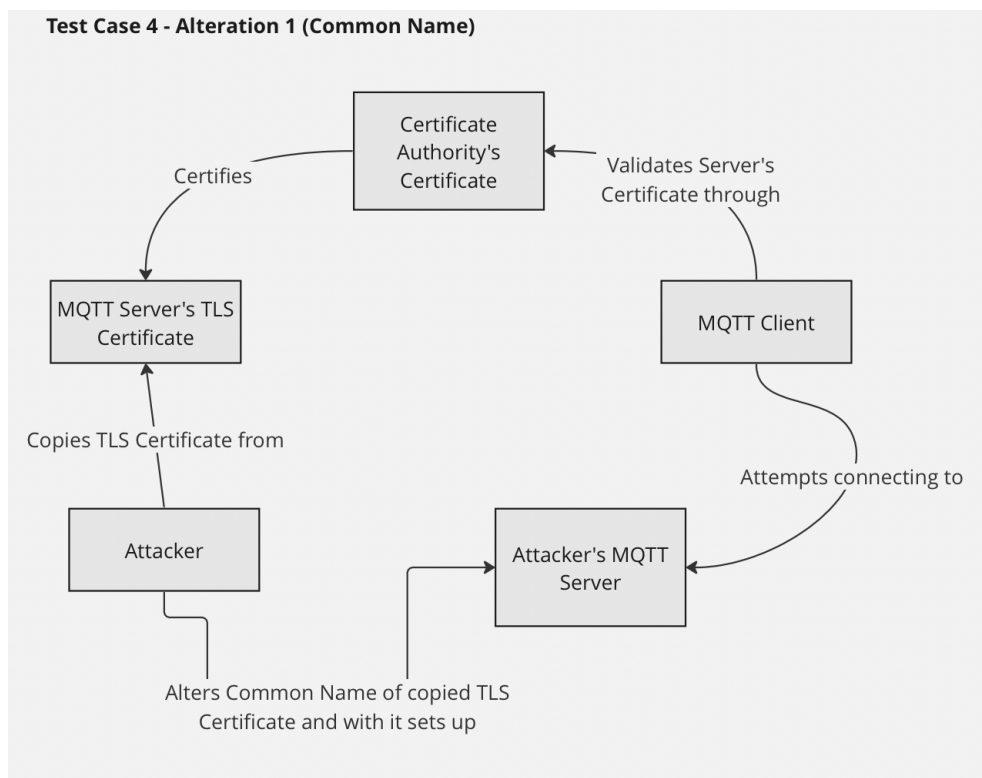 Test Case 4 - Alteration 1 (Common Name)
Certificate
Authority's
Certificate
Certifies
Validates Server's
Certificate through
MQTT Server's TLS
Certificate
MQTT Client
Copies TLS Certificate from
Attempts connecting to
Attacker
Attacker's MQTT
Server
Alters Common Name of copied TLS
Certificate and with it sets up